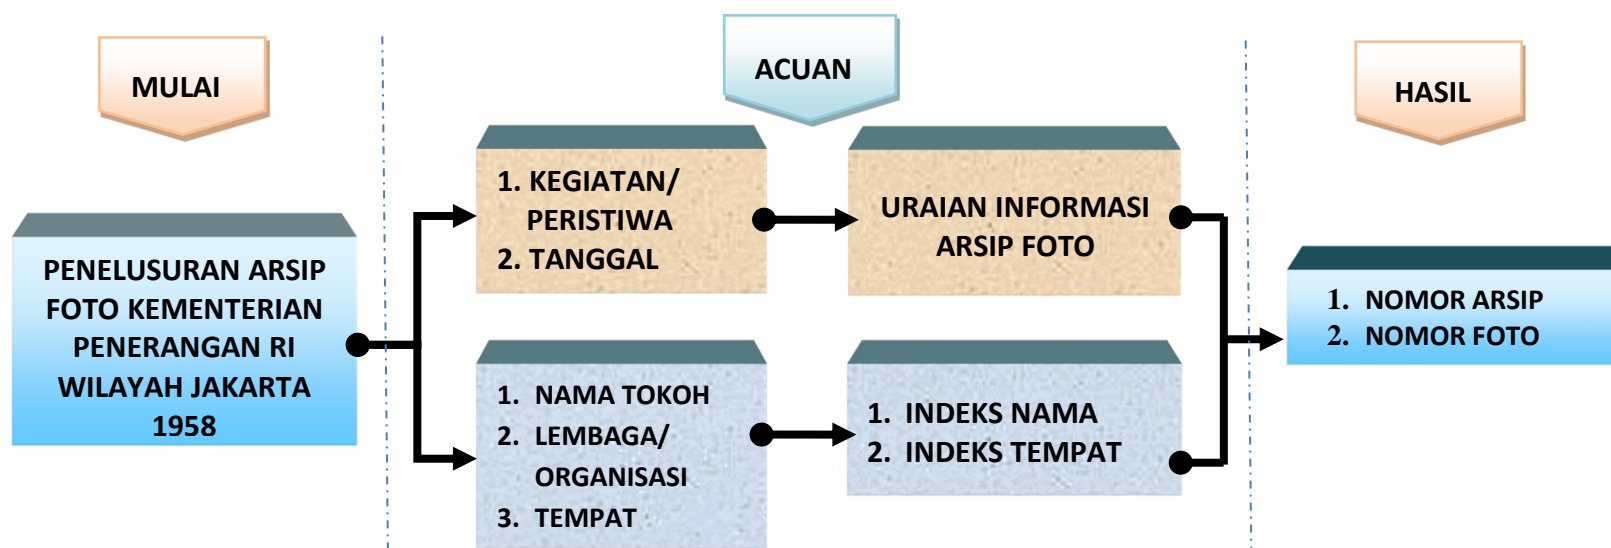 MULAI
ACUAN
HASIL
PENELUSURAN ARSIP
FOTO KEMENTERIAN
PENERANGAN RI
WILAYAH JAKARTA
1958
1. KEGIATAN/
PERISTIWA
2. TANGGAL
URAIAN INFORMASI
ARSIP FOTO
1. NAMA TOKOH
2. LEMBAGA/
ORGANISASI
3. TEMPAT
1. INDEKS NAMA
2. INDEKS TEMPAT
1. NOMOR ARSIP
2. NOMOR FOTO